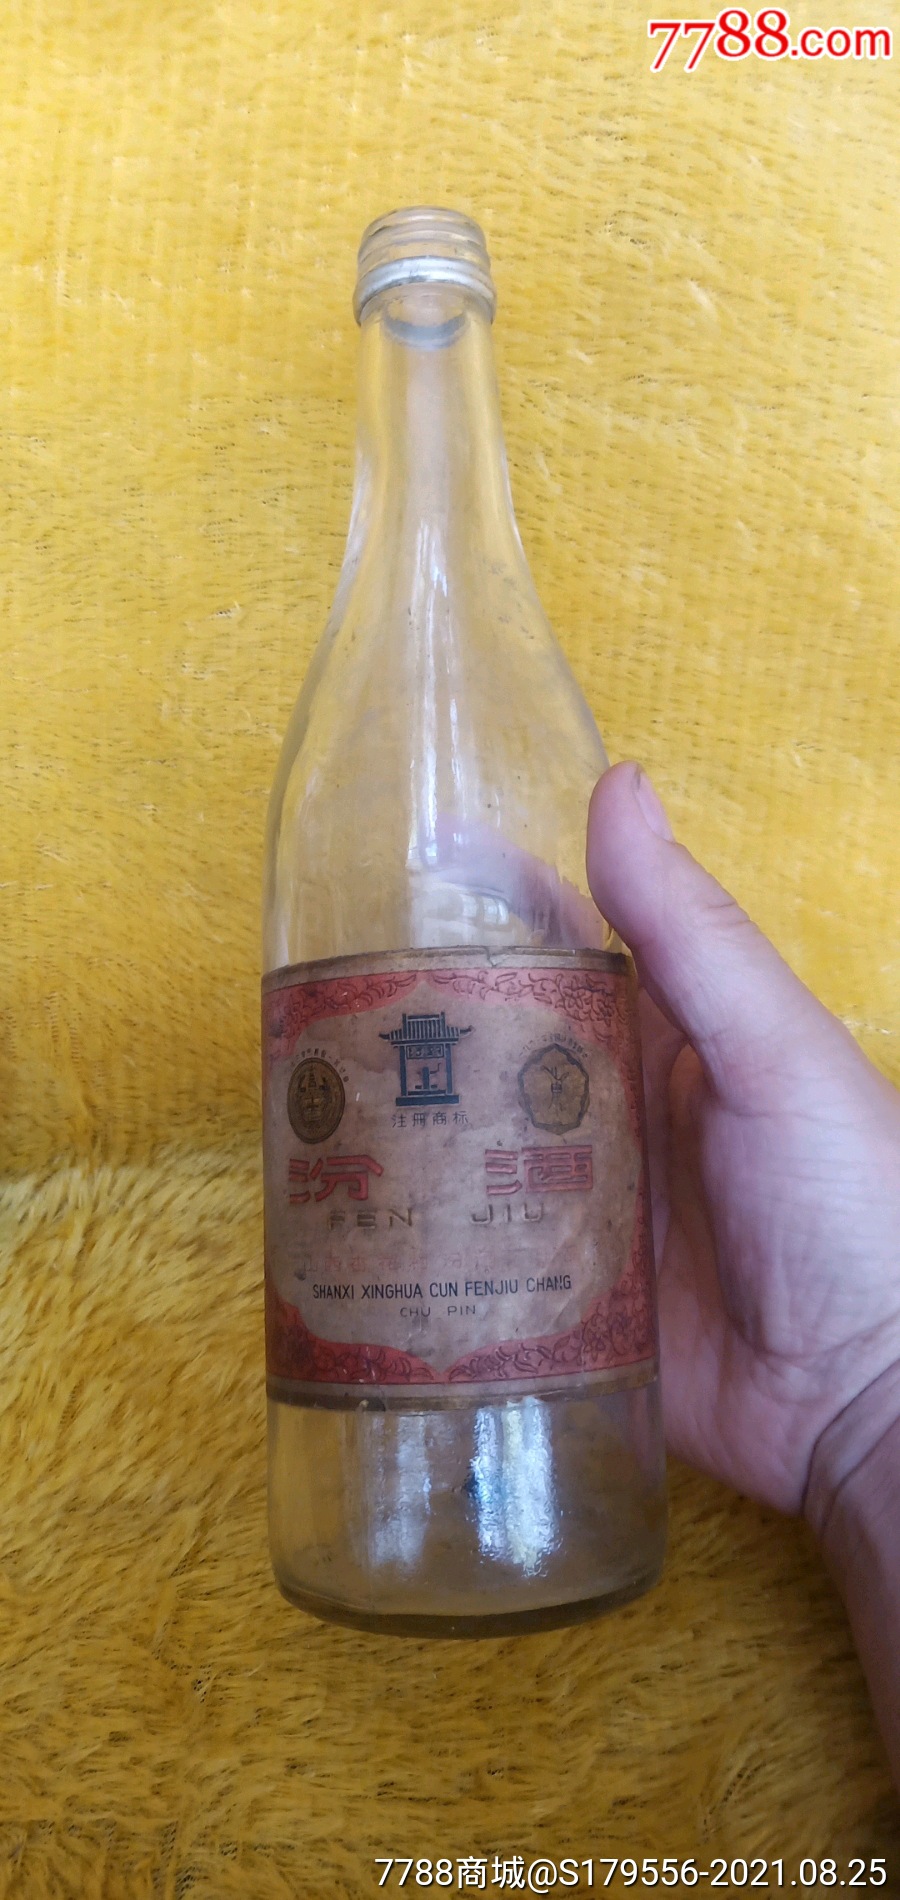 7788.com
注册商标
汾 酒
FEN JIU
SHANXI XINGHUA CUN FENJIU CHANG
CHU PIN
7788商城@S179556-2021.08.25